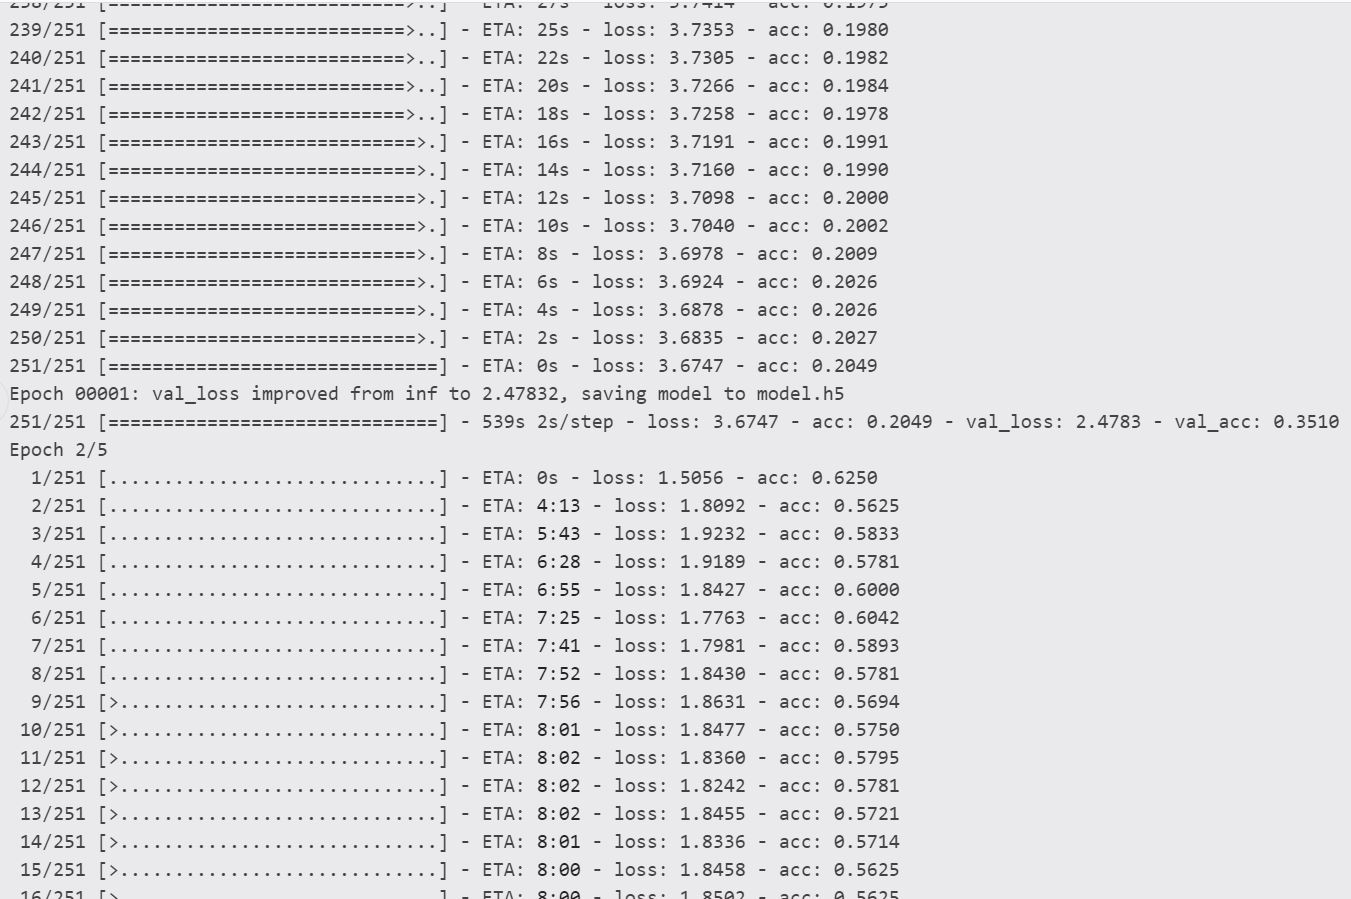 238/251 [===========================>..] - ETA: 27s - loss: 3.7414 - acc: 0.1975
239/251 [===========================>..] - ETA: 25s - loss: 3.7353 - acc: 0.1980
240/251 [===========================>..] - ETA: 22s - loss: 3.7305 - acc: 0.1982
241/251 [===========================>..] - ETA: 20s - loss: 3.7266 - acc: 0.1984
242/251 [===========================>..] - ETA: 18s - loss: 3.7258 - acc: 0.1978
243/251 [============================>.] - ETA: 16s - loss: 3.7191 - acc: 0.1991
244/251 [============================>.] - ETA: 14s - loss: 3.7160 - acc: 0.1990
245/251 [============================>.] - ETA: 12s - loss: 3.7098 - acc: 0.2000
246/251 [============================>.] - ETA: 10s - loss: 3.7040 - acc: 0.2002
247/251 [============================>.] - ETA: 8s - loss: 3.6978 - acc: 0.2009
248/251 [============================>.] - ETA: 6s - loss: 3.6924 - acc: 0.2026
249/251 [============================>.] - ETA: 4s - loss: 3.6878 - acc: 0.2026
250/251 [============================>.] - ETA: 2s - loss: 3.6835 - acc: 0.2027
251/251 [==============================] - ETA: 0s - loss: 3.6747 - acc: 0.2049
Epoch 00001: val_loss improved from inf to 2.47832, saving model to model.h5
251/251 [==============================] - 539s 2s/step - loss: 3.6747 - acc: 0.2049 - val_loss: 2.4783 - val_acc: 0.3510
Epoch 2/5
1/251 [..............................] - ETA: 0s - loss: 1.5056 - acc: 0.6250
2/251 [..............................] - ETA: 4:13 - loss: 1.8092 - acc: 0.5625
3/251 [..............................] - ETA: 5:43 - loss: 1.9232 - acc: 0.5833
4/251 [..............................] - ETA: 6:28 - loss: 1.9189 - acc: 0.5781
5/251 [..............................] - ETA: 6:55 - loss: 1.8427 - acc: 0.6000
6/251 [..............................] - ETA: 7:25 - loss: 1.7763 - acc: 0.6042
7/251 [..............................] - ETA: 7:41 - loss: 1.7981 - acc: 0.5893
8/251 [..............................] - ETA: 7:52 - loss: 1.8430 - acc: 0.5781
9/251 [>.............................] - ETA: 7:56 - loss: 1.8631 - acc: 0.5694
10/251 [>.............................] - ETA: 8:01 - loss: 1.8477 - acc: 0.5750
11/251 [>.............................] - ETA: 8:02 - loss: 1.8360 - acc: 0.5795
12/251 [>.............................] - ETA: 8:02 - loss: 1.8242 - acc: 0.5781
13/251 [>.............................] - ETA: 8:02 - loss: 1.8455 - acc: 0.5721
14/251 [>.............................] - ETA: 8:01 - loss: 1.8336 - acc: 0.5714
15/251 [>.............................] - ETA: 8:00 - loss: 1.8458 - acc: 0.5625
16/251 [>.............................] - ETA: 8:00 - loss: 1.8502 - acc: 0.5625